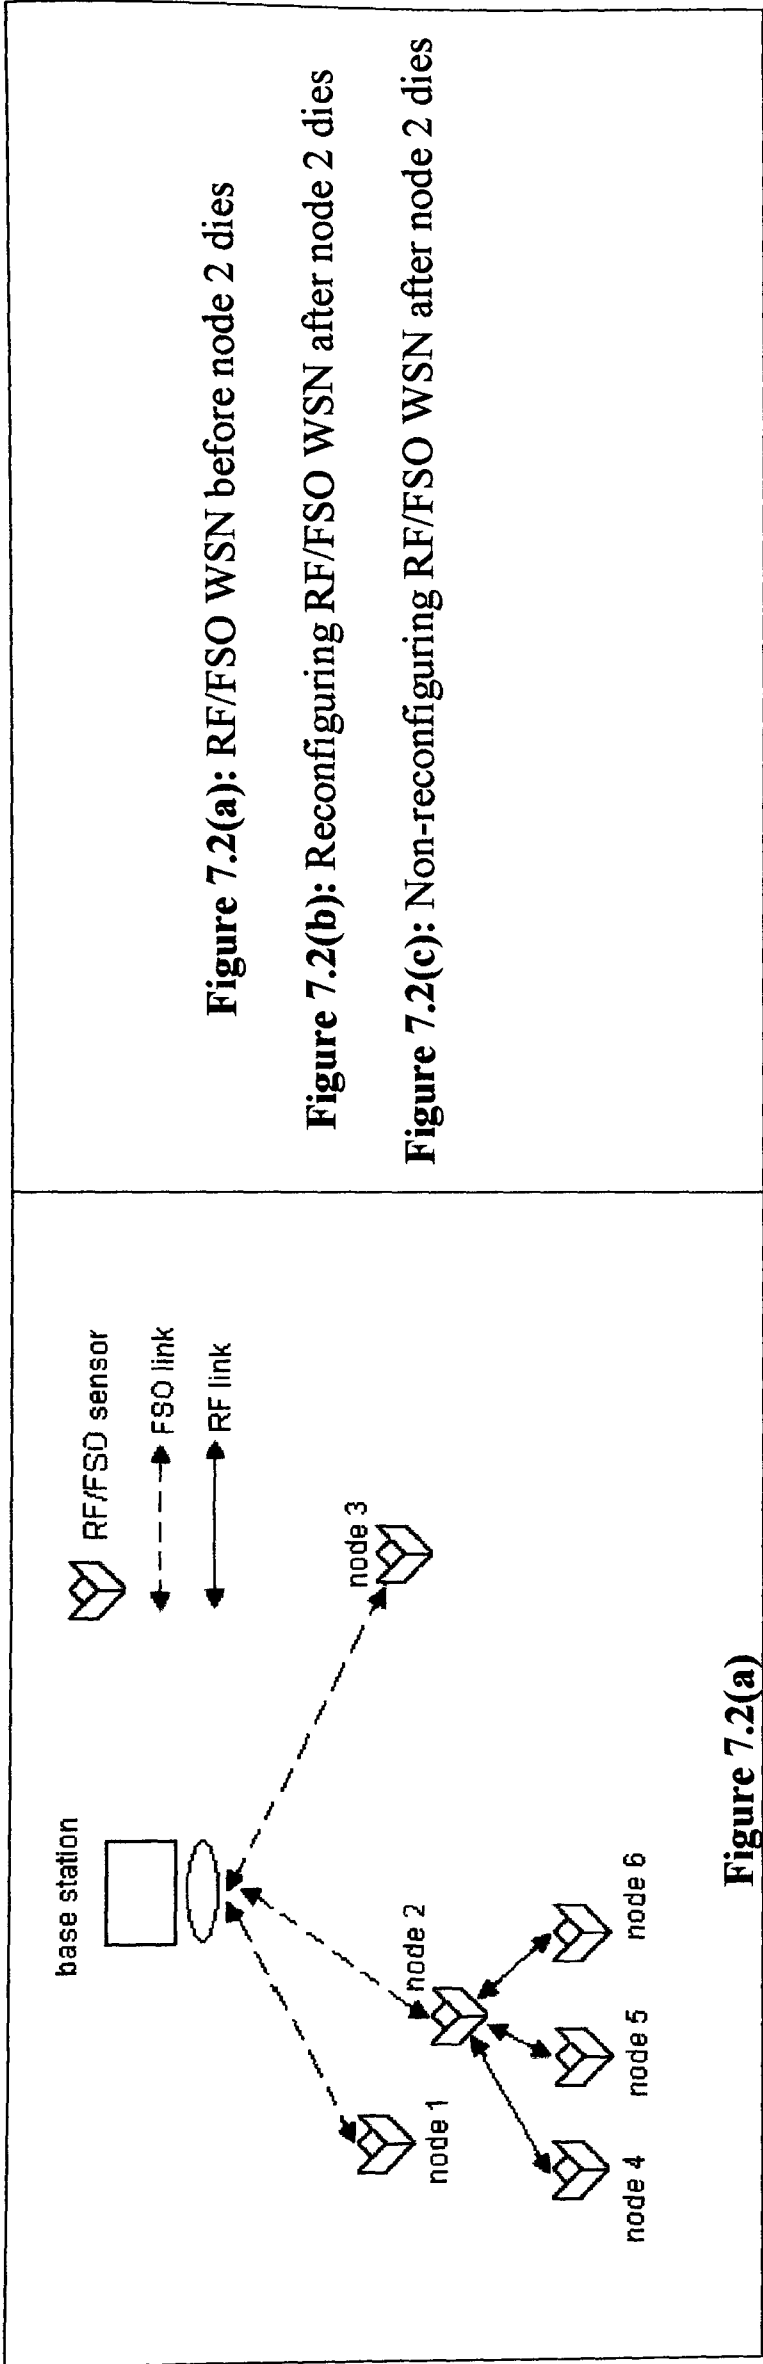 base station
RF/FSO sensor
FSO link
RF link
node 1
node 2
node 3
node 4
node 5
node 6
Figure 7.2(a)
Figure 7.2(a): RF/FSO WSN before node 2 dies
Figure 7.2(b): Reconfiguring RF/FSO WSN after node 2 dies
Figure 7.2(c): Non-reconfiguring RF/FSO WSN after node 2 dies